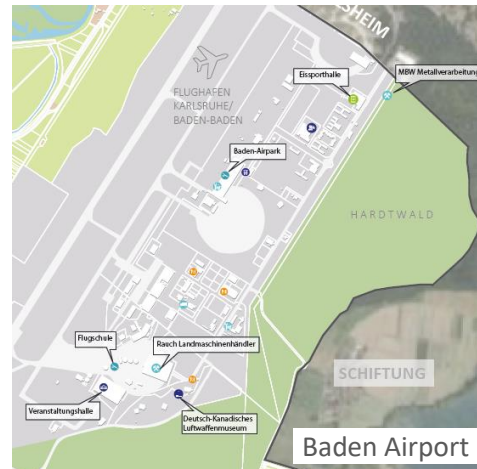 LSHEIM
Eissporthalle
MBW Metallverarbeitung
FLUGHAFEN
KARLSRUHE/
BADEN-BADEN
Baden-Airpark
HARDTWALD
Flugschule
Rauch Landmaschinenhändler
SCHIFTUNG
Veranstaltungshalle
Deutsch-Kanadisches
Luftwaffenmuseum
Baden Airport